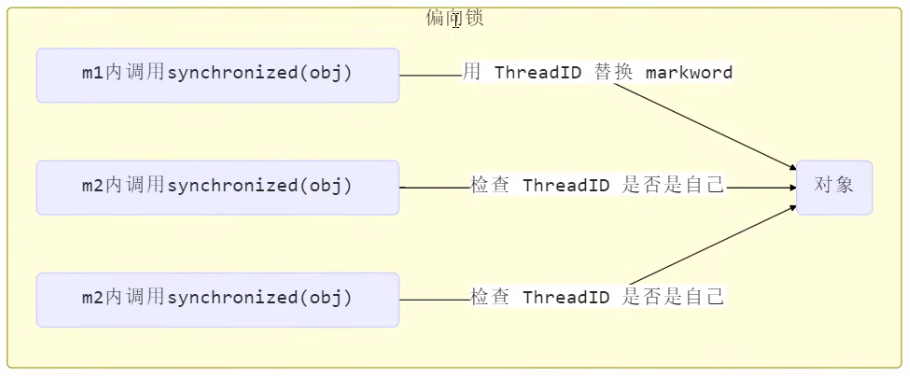 偏向锁
m1内调用synchronized(obj)
用 ThreadID 替换 markword
m2内调用synchronized(obj)
检查 ThreadID 是否是自己
对象
m2内调用synchronized(obj)
检查 ThreadID 是否是自己